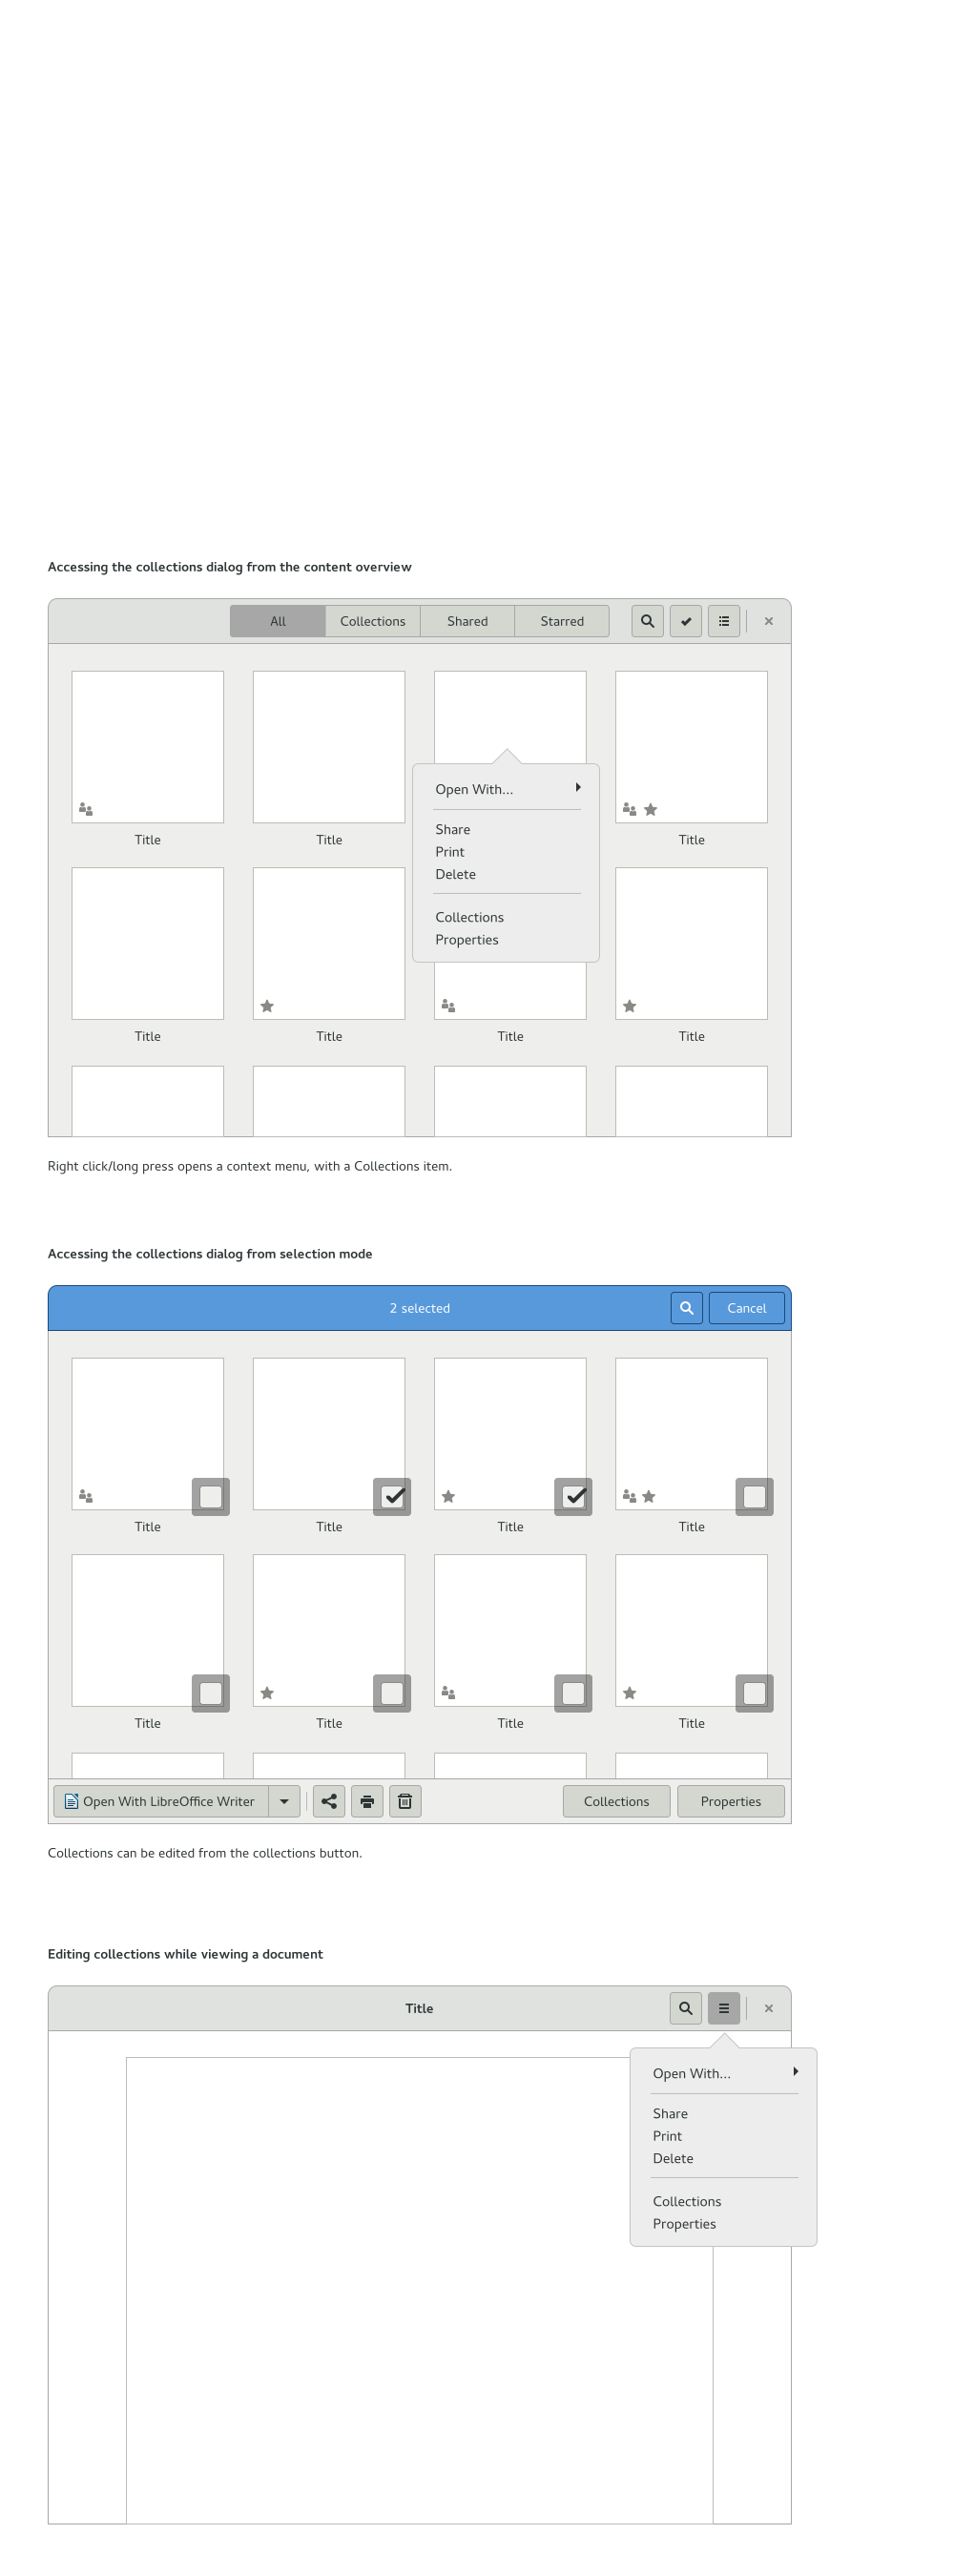 Accessing the collections dialog from the content overview
All Collections Shared Starred
Open With...
Share
Print
Delete
Collections
Properties
Title Title Title
Title Title Title Title
Right click/long press opens a context menu, with a Collections item.
Accessing the collections dialog from selection mode
2 selected Cancel
Title Title Title Title
Title Title Title Title
Open With LibreOffice Writer Collections Properties
Collections can be edited from the collections button.
Editing collections while viewing a document
Title
Open With...
Share
Print
Delete
Collections
Properties